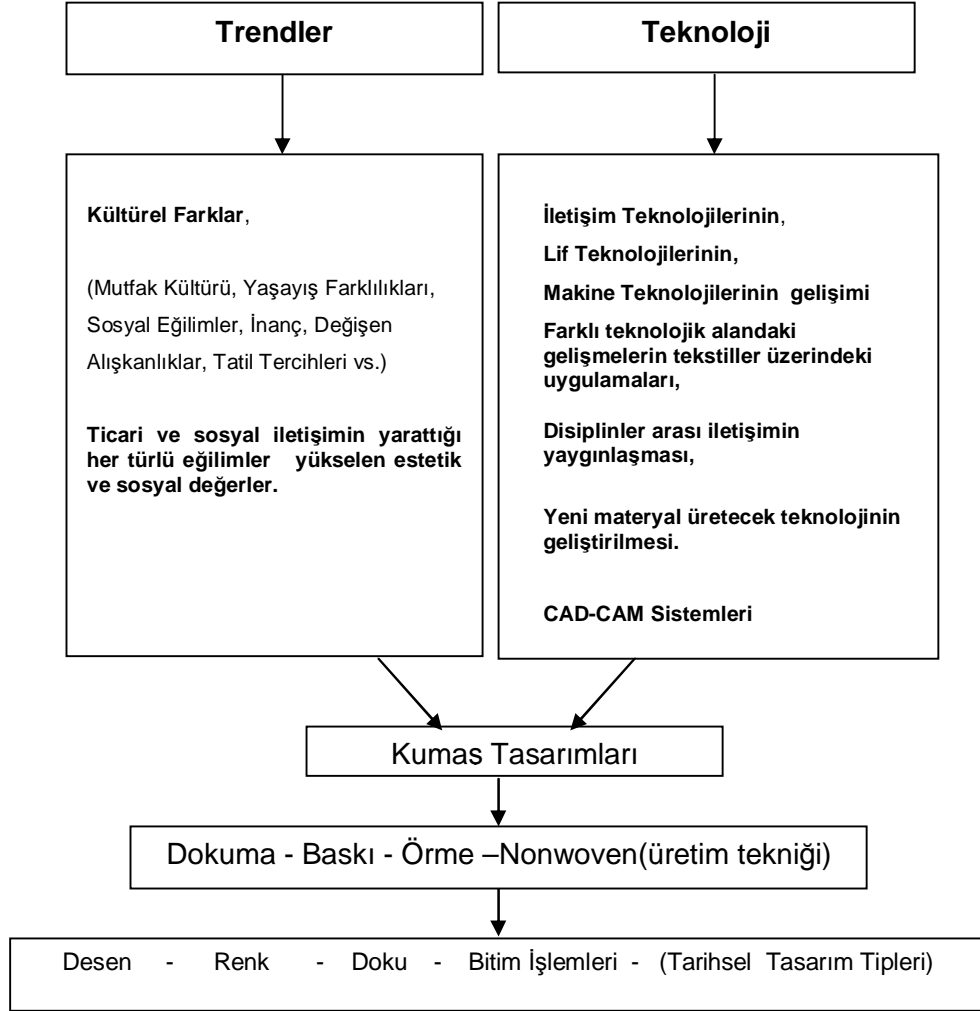 Trendler
Teknoloji
Kültürel Farklar,
(Mutfak Kültürü, Yaşayış Farklılıkları,
Sosyal Eğilimler, İnanç, Değişen
Alışkanlıklar, Tatil Tercihleri vs.)
Ticari ve sosyal iletişimin yarattığı
her türlü eğilimler yükselen estetik
ve sosyal değerler.
İletişim Teknolojilerinin,
Lif Teknolojilerinin,
Makine Teknolojilerinin gelişimi
Farklı teknolojik alandaki
gelişmelerin tekstiller üzerindeki
uygulamaları,
Disiplinler arası iletişimin
yaygınlaşması,
Yeni materyal üretecek teknolojinin
geliştirilmesi.
CAD-CAM Sistemleri
Kumas Tasarımları
Dokuma - Baskı - Örme –Nonwoven(üretim tekniği)
Desen - Renk - Doku - Bitim İşlemleri - (Tarihsel Tasarım Tipleri)